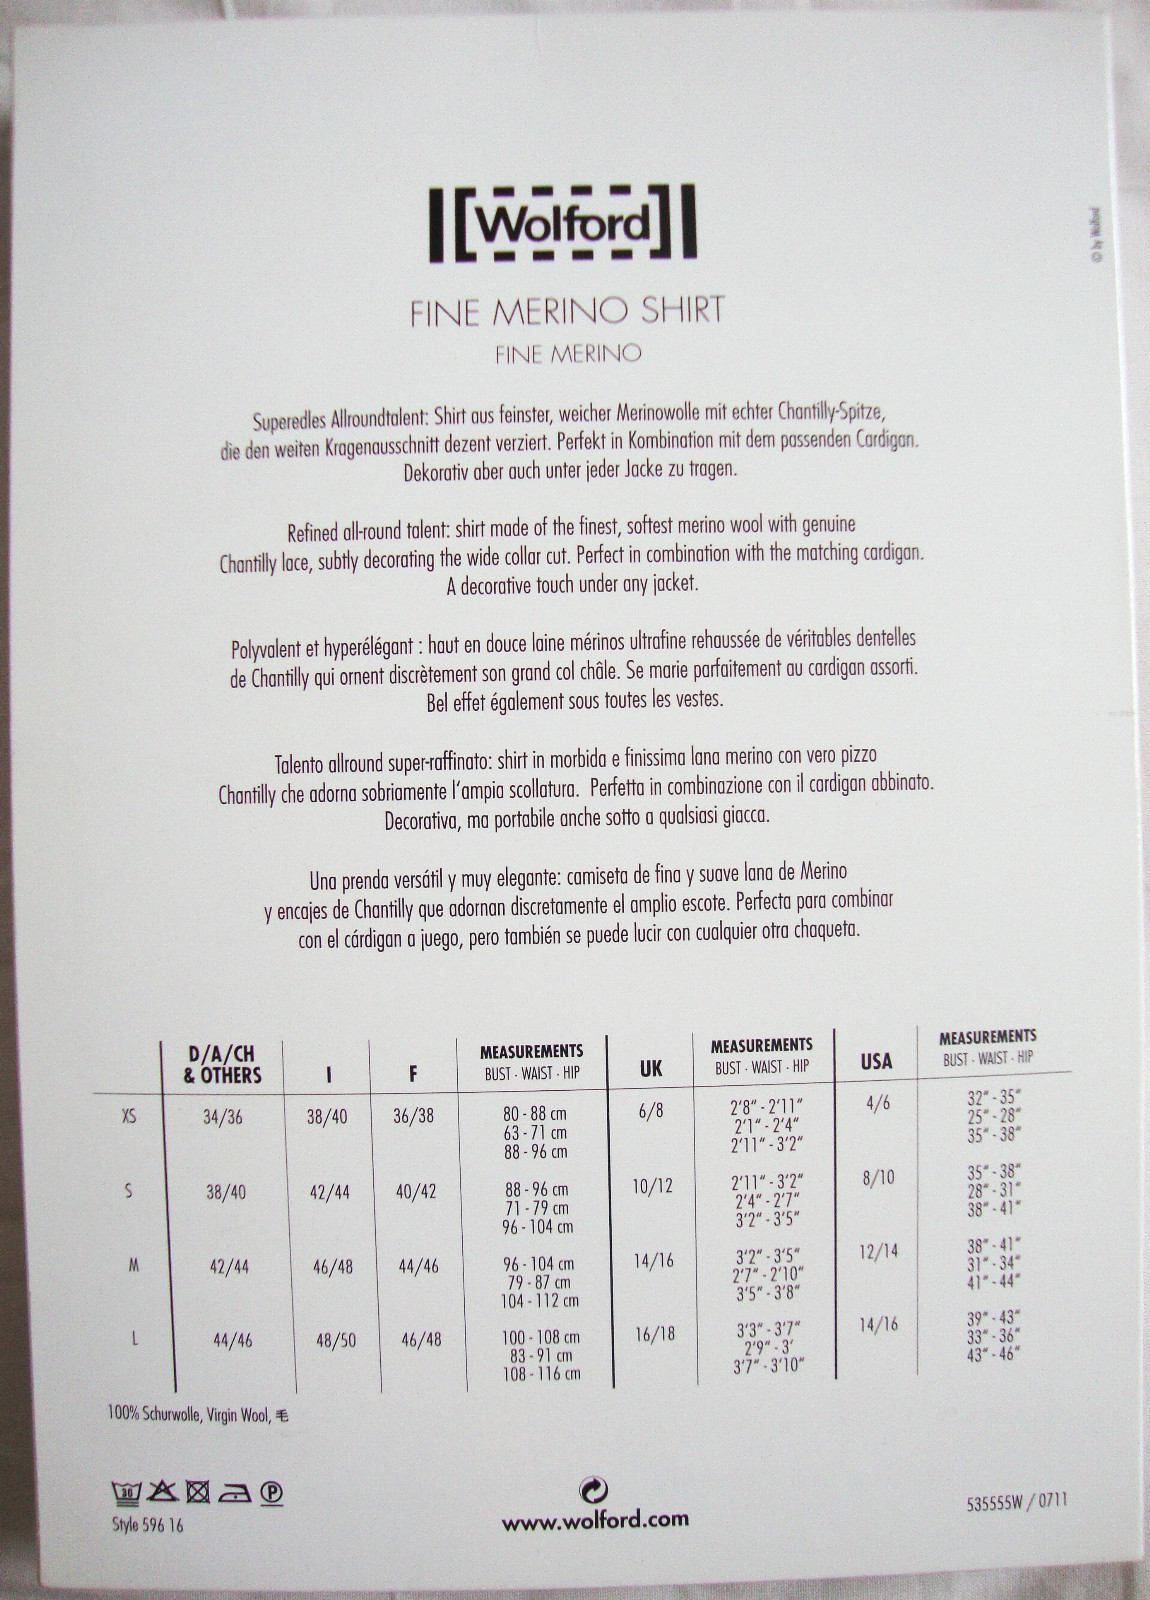 Wolford
© by Wolford
FINE MERINO SHIRT
FINE MERINO
Superedles Allroundtalent: Shirt aus feinster, weicher Merinowolle mit echter Chantilly-Spitze,
die den weiten Kragenausschnitt dezent verziert. Perfekt in Kombination mit dem passenden Cardigan.
Dekorativ aber auch unter jeder Jacke zu tragen.
Refined all-round talent: shirt made of the finest, softest merino wool with genuine
Chantilly lace, subtly decorating the wide collar cut. Perfect in combination with the matching cardigan.
A decorative touch under any jacket.
Polyvalent et hyperélégant : haut en douce laine mérinos ultrafine rehaussée de véritables dentelles
de Chantilly qui ornent discrètement son grand col châle. Se marie parfaitement au cardigan assorti.
Bel effet également sous toutes les vestes.
Talento allround super-raffinato: shirt in morbida e finissima lana merino con vero pizzo
Chantilly che adorna sobriamente l'ampia scollatura. Perfetta in combinazione con il cardigan abbinato.
Decorativa, ma portabile anche sotto a qualsiasi giacca.
Una prenda versátil y muy elegante: camiseta de fina y suave lana de Merino
y encajes de Chantilly que adornan discretamente el amplio escote. Perfecta para combinar
con el cárdigan a juego, pero también se puede lucir con cualquier otra chaqueta.
D/A/CH & OTHERS I F MEASUREMENTS BUST - WAIST - HIP UK MEASUREMENTS BUST - WAIST - HIP USA MEASUREMENTS BUST - WAIST - HIP
XS 34/36 38/40 36/38 80 - 88 cm 6/8 2'8" - 2'11" 4/6 32" - 35"
63 - 71 cm 2'1" - 2'4" 25" - 28"
88 - 96 cm 2'11" - 3'2" 35" - 38"
S 38/40 42/44 40/42 88 - 96 cm 10/12 2'11" - 3'2" 8/10 35" - 38"
71 - 79 cm 2'4" - 2'7" 28" - 31"
96 - 104 cm 3'2" - 3'5" 38" - 41"
M 42/44 46/48 44/46 96 - 104 cm 14/16 3'2" - 3'5" 12/14 38" - 41"
79 - 87 cm 2'7" - 2'10" 31" - 34"
104 - 112 cm 3'5" - 3'8" 41" - 44"
L 44/46 48/50 46/48 100 - 108 cm 16/18 3'3" - 3'7" 14/16 39" - 43"
83 - 91 cm 2'9" - 3' 33" - 36"
108 - 116 cm 3'7" - 3'10" 43" - 46"
100% Schurwolle, Virgin Wool, 毛
30 P
Style 596 16
www.wolford.com
535555W / 0711